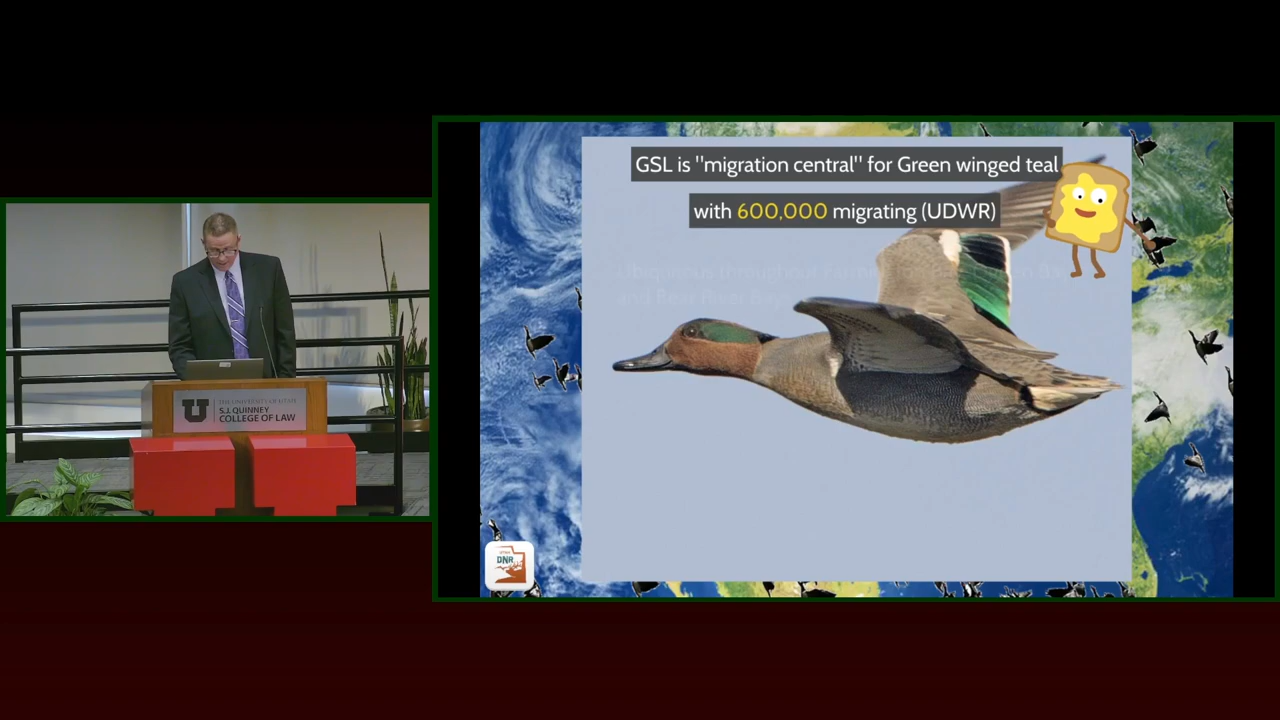 GSL is "migration central" for Green winged teal
with 600,000 migrating (UDWR)
THE UNIVERSITY OF UTAH
S.J. QUINNEY
COLLEGE OF LAW
UTAH
DNR